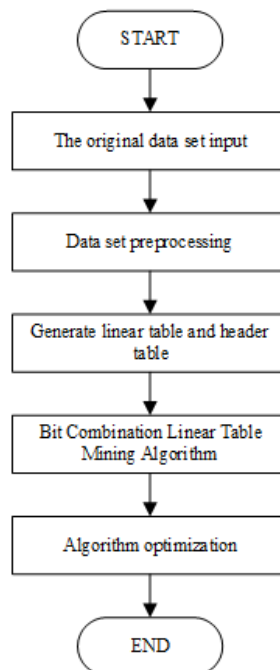 START
The original data set input
Data set preprocessing
Generate linear table and header
table
Bit Combination Linear Table
Mining Algorithm
Algorithm optimization
END